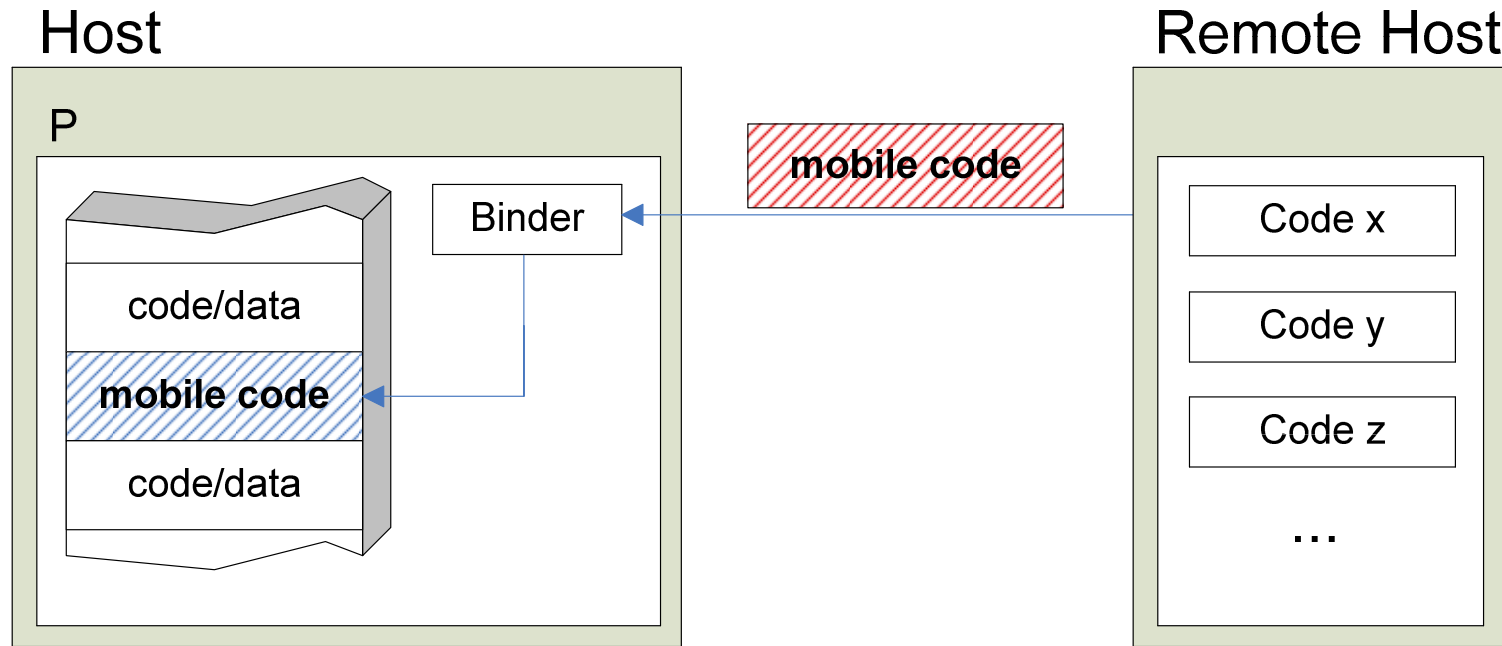 Host
Remote Host
P
mobile code
Binder
code/data
mobile code
code/data
Code x
Code y
Code z
...